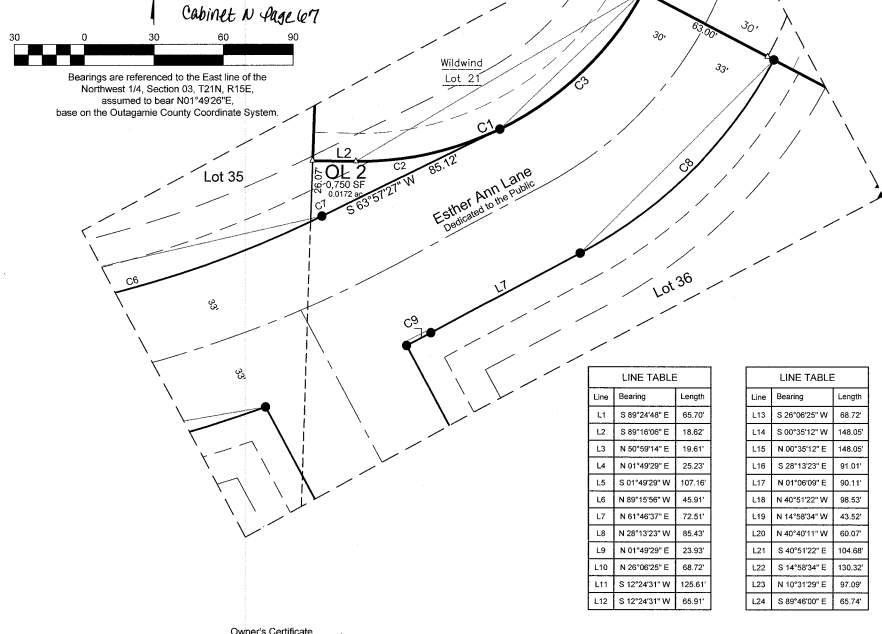 Cabinet N Page 67
30 0 30 60 90
Bearings are referenced to the East line of the
Northwest 1/4, Section 03, T21N, R15E,
assumed to bear N01°49'26"E,
base on the Outagamie County Coordinate System.
Wildwind
Lot 21
30'
63.00'
30'
33'
C3
C1
L2
C2
85.12'
Lot 35
26.07'
OL 2
0,750 SF
0.0172 ac
C7
S 63°57'27" W
Esther Ann Lane
Dedicated to the Public
C8
C6
33'
L7
Lot 36
C9
33'
LINE TABLE
Line Bearing Length
L1 S 89°24'48" E 65.70'
L2 S 89°16'06" E 18.62'
L3 N 50°59'14" E 19.61'
L4 N 01°49'29" E 25.23'
L5 S 01°49'29" W 107.16'
L6 N 89°15'56" W 45.91'
L7 N 61°46'37" E 72.51'
L8 N 28°13'23" W 85.43'
L9 N 01°49'29" E 23.93'
L10 N 26°06'25" E 68.72'
L11 S 12°24'31" W 125.61'
L12 S 12°24'31" W 65.91'
LINE TABLE
Line Bearing Length
L13 S 26°06'25" W 68.72'
L14 S 00°35'12" W 148.05'
L15 N 00°35'12" E 148.05'
L16 S 28°13'23" E 91.01'
L17 N 01°06'09" E 90.11'
L18 N 40°51'22" W 98.53'
L19 N 14°58'34" W 43.52'
L20 N 40°40'11" W 60.07'
L21 S 40°51'22" E 104.68'
L22 S 14°58'34" E 130.32'
L23 N 10°31'29" E 97.09'
L24 S 89°46'00" E 65.74'
Owner's Certificate